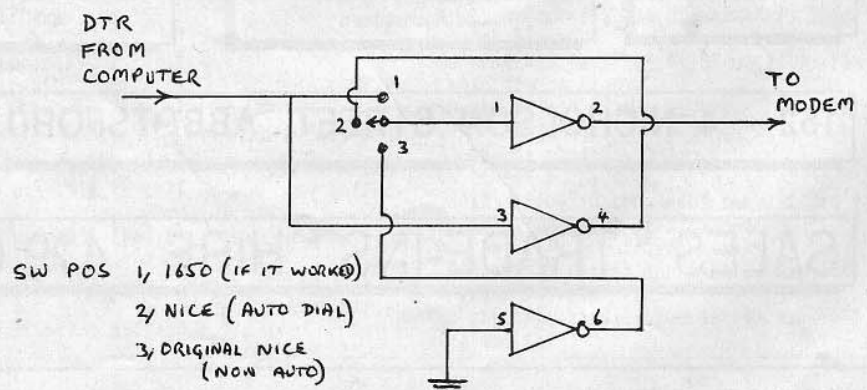 DTR
FROM
COMPUTER
TO
MODEM
1
2
3
1
2
3
4
5
6
SW POS 1, 1650 (IF IT WORKED)
2, NICE (AUTO DIAL)
3, ORIGINAL NICE
(NON AUTO)